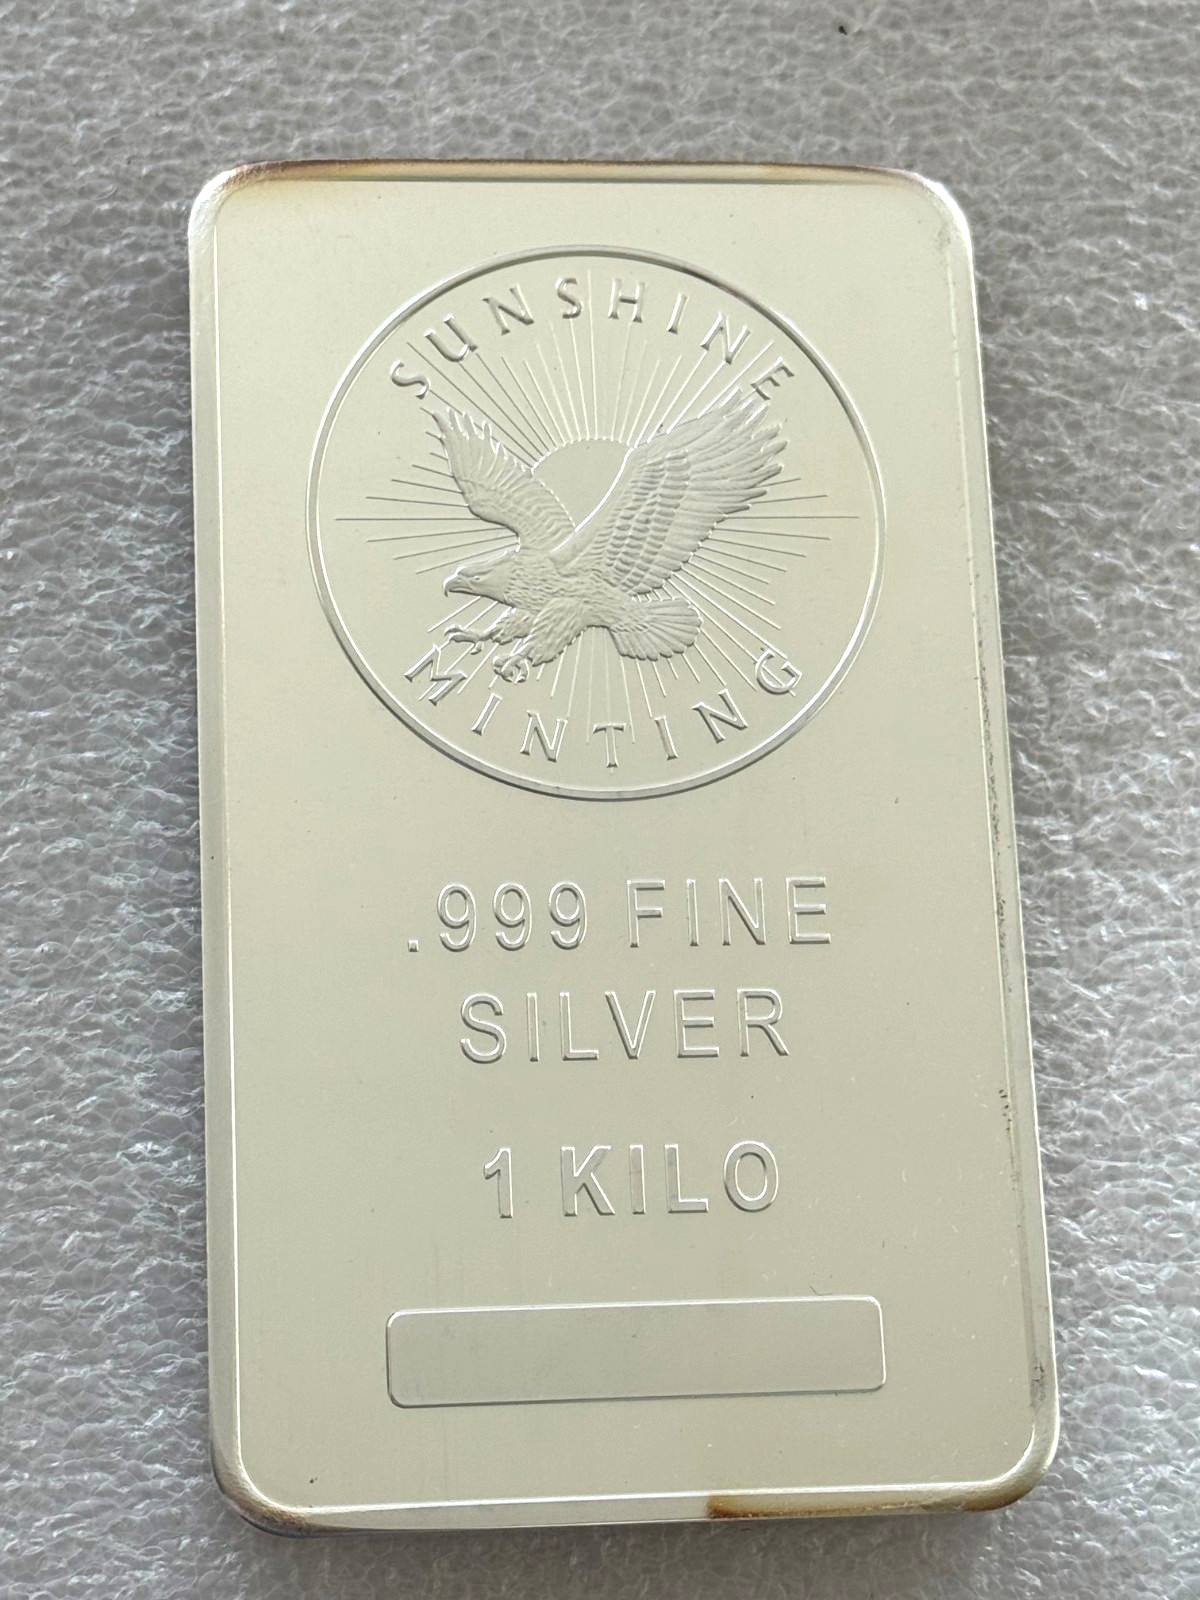 SUNSHINE
MINTING
.999 FINE
SILVER
1 KILO